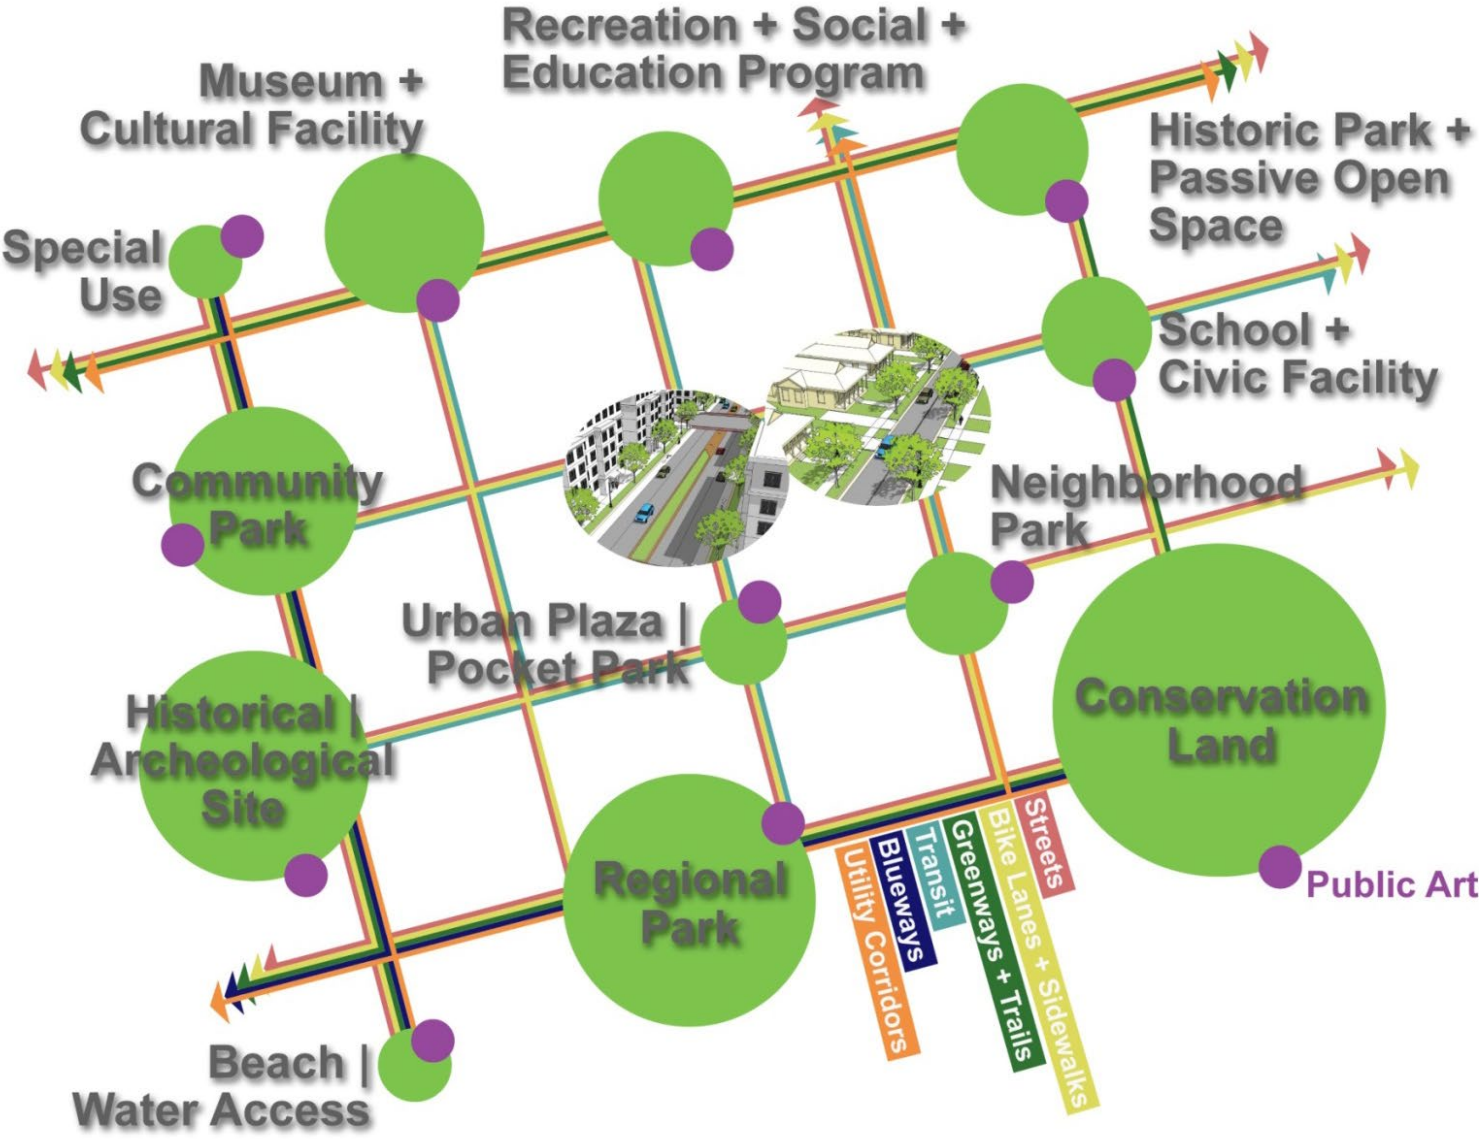 Recreation + Social +
Education Program
Museum +
Cultural Facility
Historic Park +
Passive Open
Space
Special
Use
School +
Civic Facility
Community
Park
Neighborhood
Park
Urban Plaza |
Pocket Park
Historical |
Archeological
Site
Conservation
Land
Regional
Park
Utility Corridors
Blueways
Transit
Greenways + Trails
Bike Lanes + Sidewalks
Streets
Public Art
Beach |
Water Access